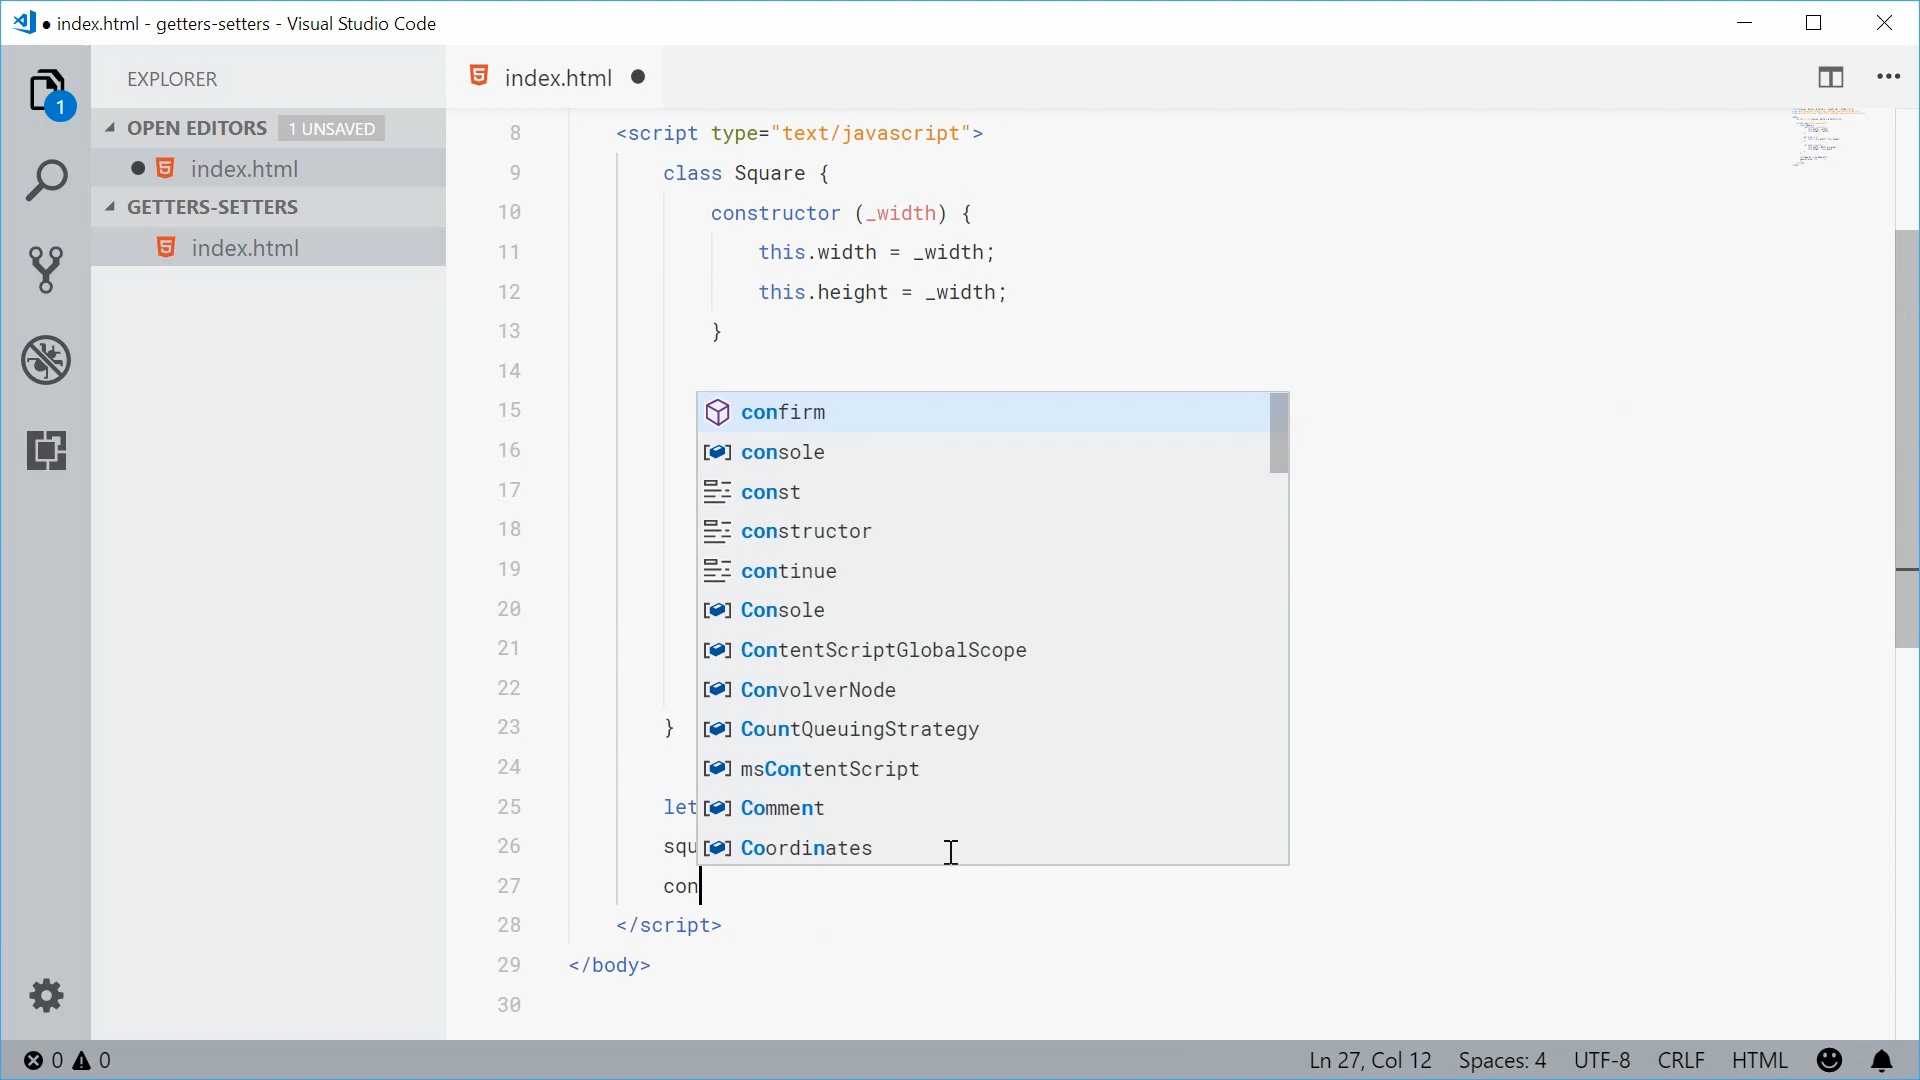 ● index.html - getters-setters - Visual Studio Code
EXPLORER
OPEN EDITORS 1 UNSAVED
● index.html
GETTERS-SETTERS
index.html
1
index.html ●
8 <script type="text/javascript">
9 class Square {
10 constructor (_width) {
11 this.width = _width;
12 this.height = _width;
13 }
14
15
16
17
18
19
20
21
22
23 }
24
25 let
26 squ
27 con
28 </script>
29 </body>
30
confirm
console
const
constructor
continue
Console
ContentScriptGlobalScope
ConvolverNode
CountQueuingStrategy
msContentScript
Comment
Coordinates
0 0
Ln 27, Col 12 Spaces: 4 UTF-8 CRLF HTML